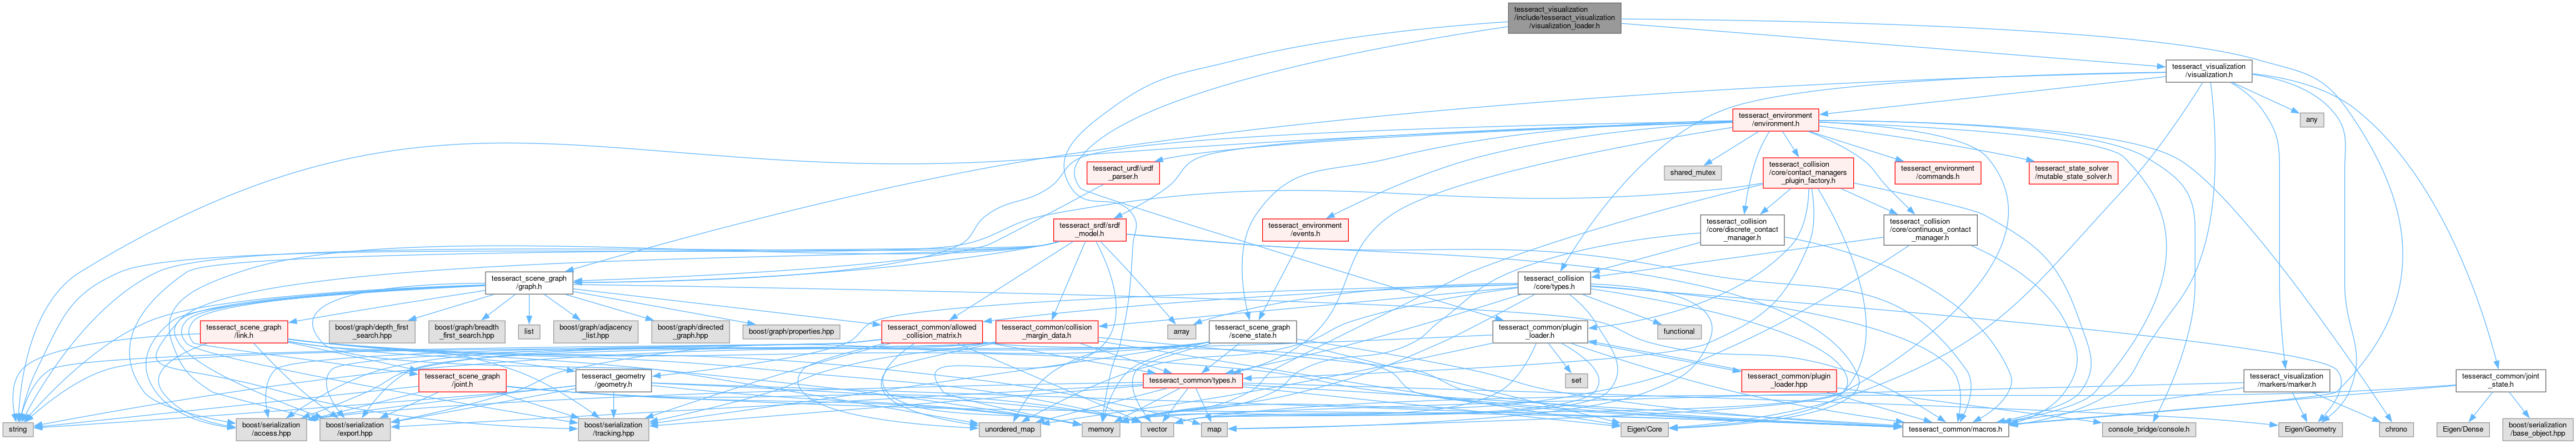 tesseract_visualization
/include/tesseract_visualization
/visualization_loader.h
tesseract_visualization
/visualization.h
tesseract_environment
/environment.h
any
tesseract_urdf/urdf
_parser.h
shared_mutex
tesseract_collision
/core/contact_managers
_plugin_factory.h
tesseract_environment
/commands.h
tesseract_state_solver
/mutable_state_solver.h
tesseract_srdf/srdf
_model.h
tesseract_environment
/events.h
tesseract_collision
/core/discrete_contact
_manager.h
tesseract_collision
/core/continuous_contact
_manager.h
tesseract_scene_graph
/graph.h
tesseract_collision
/core/types.h
tesseract_scene_graph
/link.h
boost/graph/depth_first
_search.hpp
boost/graph/breadth
_first_search.hpp
list
boost/graph/adjacency
_list.hpp
boost/graph/directed
_graph.hpp
boost/graph/properties.hpp
tesseract_common/allowed
_collision_matrix.h
tesseract_common/collision
_margin_data.h
array
tesseract_scene_graph
/scene_state.h
tesseract_common/plugin
_loader.h
functional
tesseract_scene_graph
/joint.h
tesseract_geometry
/geometry.h
tesseract_common/types.h
set
tesseract_common/plugin
_loader.hpp
tesseract_visualization
/markers/marker.h
tesseract_common/joint
_state.h
string
boost/serialization
/access.hpp
boost/serialization
/export.hpp
boost/serialization
/tracking.hpp
unordered_map
memory
vector
map
Eigen/Core
tesseract_common/macros.h
console_bridge/console.h
Eigen/Geometry
chrono
Eigen/Dense
boost/serialization
/base_object.hpp